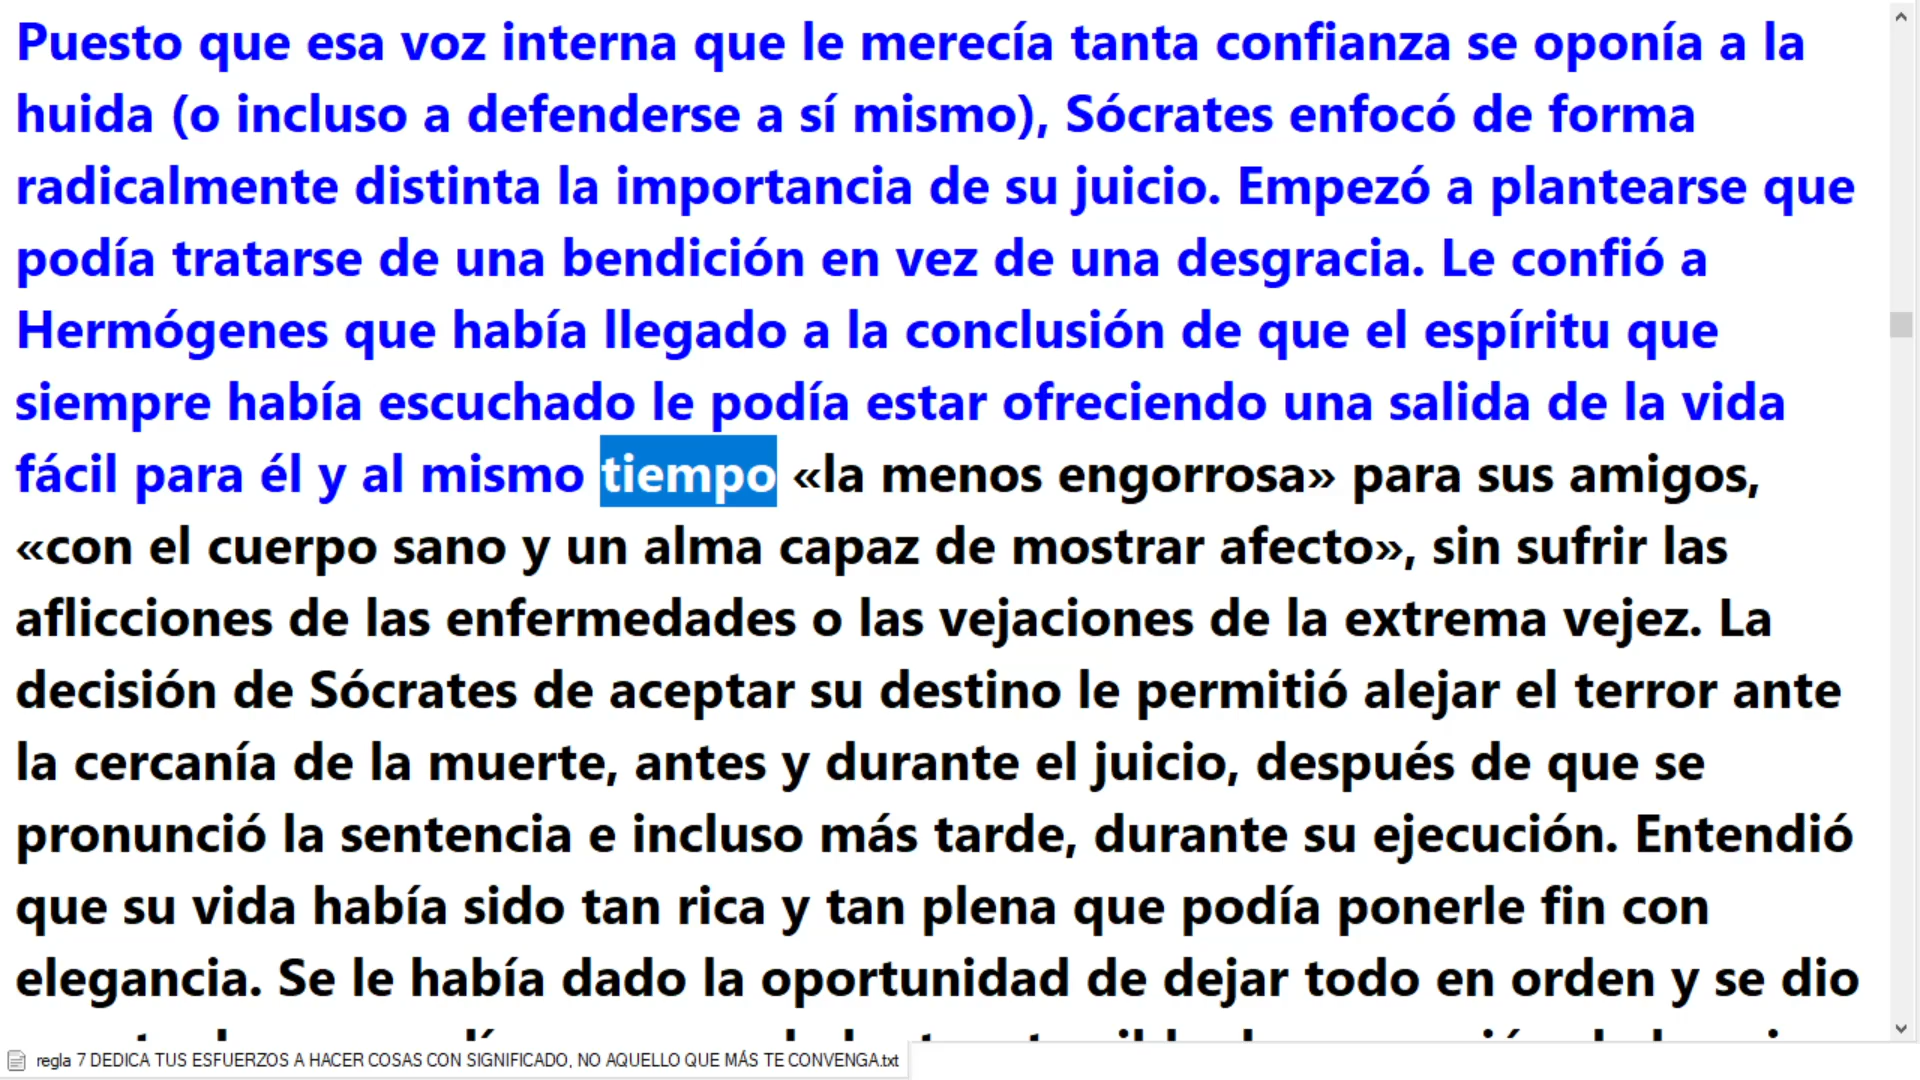 Puesto que esa voz interna que le merecía tanta confianza se oponía a la
huida (o incluso a defenderse a sí mismo), Sócrates enfocó de forma
radicalmente distinta la importancia de su juicio. Empezó a plantearse que
podía tratarse de una bendición en vez de una desgracia. Le confió a
Hermógenes que había llegado a la conclusión de que el espíritu que
siempre había escuchado le podía estar ofreciendo una salida de la vida
fácil para él y al mismo tiempo «la menos engorrosa» para sus amigos,
«con el cuerpo sano y un alma capaz de mostrar afecto», sin sufrir las
aflicciones de las enfermedades o las vejaciones de la extrema vejez. La
decisión de Sócrates de aceptar su destino le permitió alejar el terror ante
la cercanía de la muerte, antes y durante el juicio, después de que se
pronunció la sentencia e incluso más tarde, durante su ejecución. Entendió
que su vida había sido tan rica y tan plena que podía ponerle fin con
elegancia. Se le había dado la oportunidad de dejar todo en orden y se dio
regla 7 DEDICA TUS ESFUERZOS A HACER COSAS CON SIGNIFICADO, NO AQUELLO QUE MÁS TE CONVENGA.txt